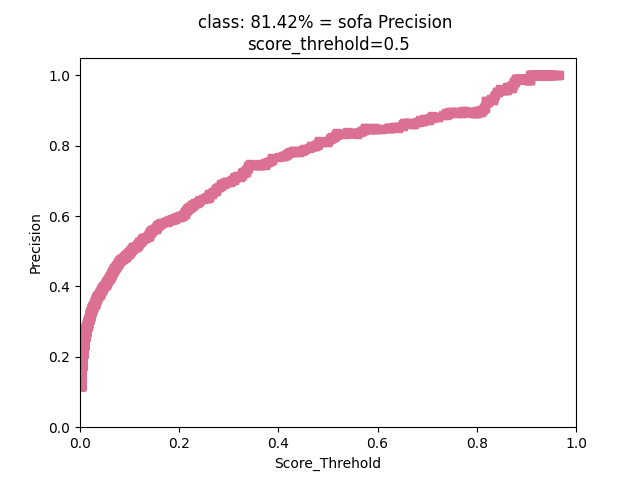 class: 81.42% = sofa Precision
score_threhold=0.5
1.0
0.8
0.6
0.4
0.2
0.0
Precision
0.0 0.2 0.4 0.6 0.8 1.0
Score_Threhold